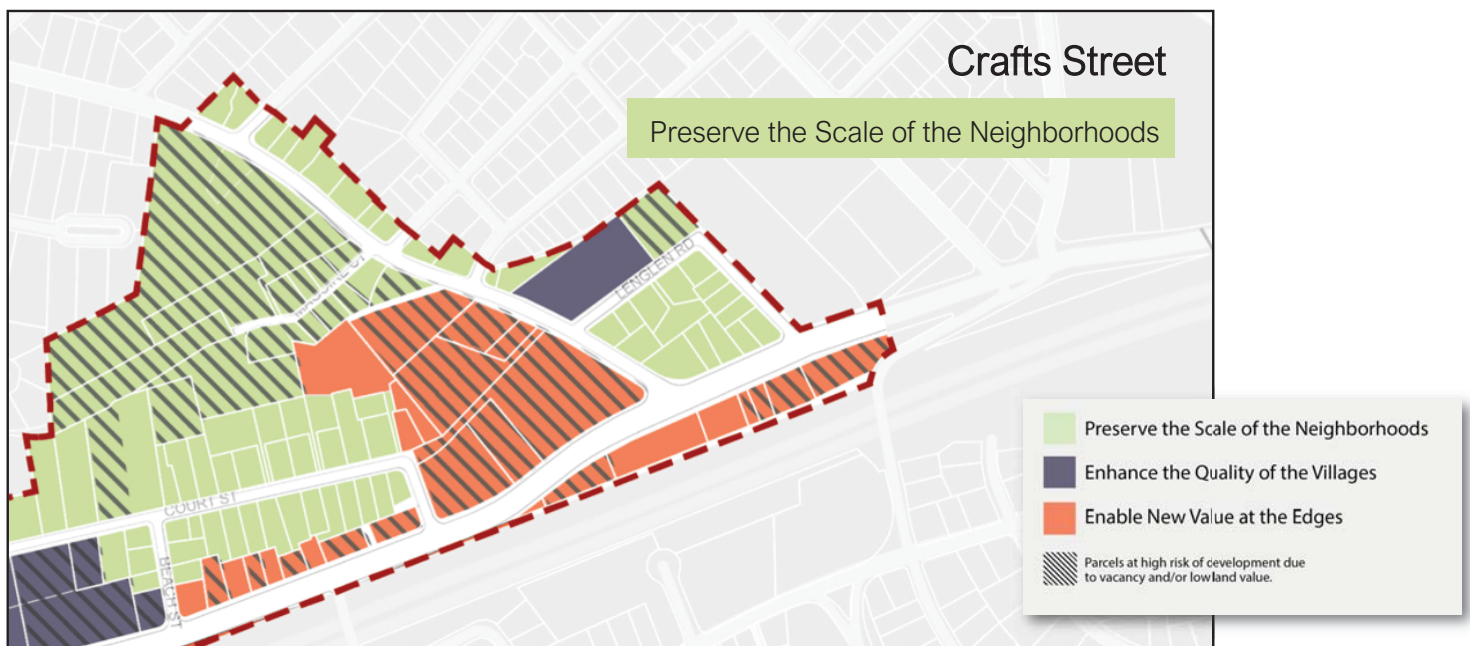 Crafts Street
Preserve the Scale of the Neighborhoods
LENGLEN RD
COURT ST
BEACH ST
Preserve the Scale of the Neighborhoods
Enhance the Quality of the Villages
Enable New Value at the Edges
Parcels at high risk of development due
to vacancy and/or low land value.